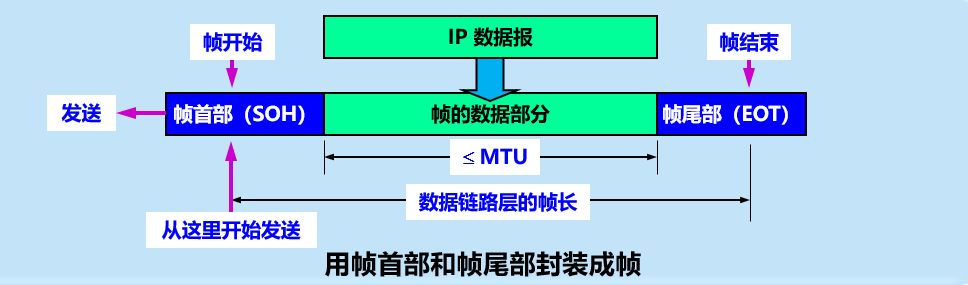 IP 数据报
帧开始
帧结束
发送
帧首部（SOH）
帧的数据部分
帧尾部（EOT）
≤ MTU
数据链路层的帧长
从这里开始发送
用帧首部和帧尾部封装成帧